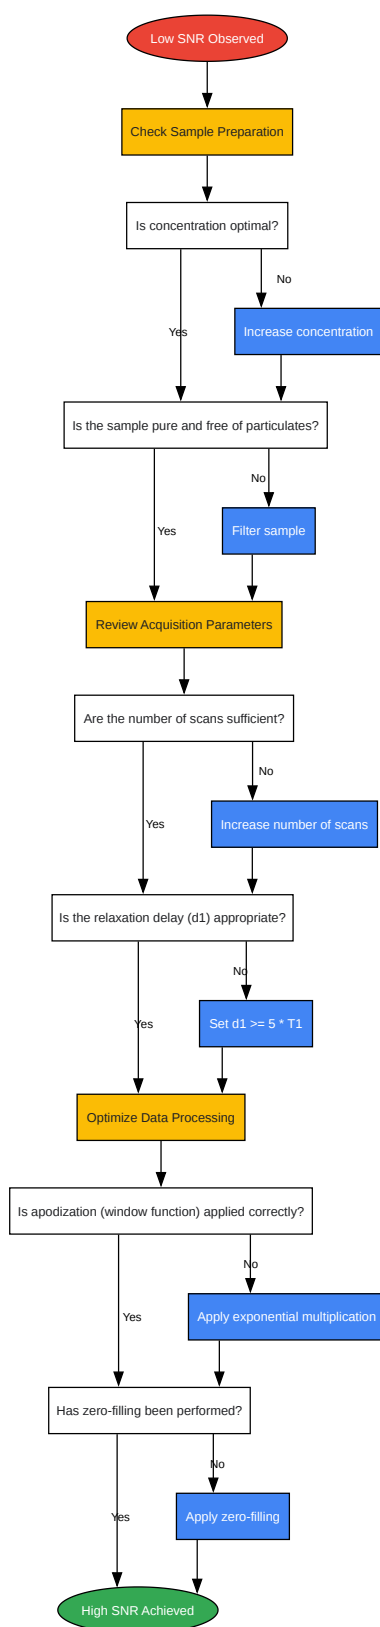 Low SNR Observed
Check Sample Preparation
Is concentration optimal?
No
Yes
Increase concentration
Is the sample pure and free of particulates?
No
Yes
Filter sample
Review Acquisition Parameters
Are the number of scans sufficient?
No
Yes
Increase number of scans
Is the relaxation delay (d1) appropriate?
No
Yes
Set d1 >= 5 * T1
Optimize Data Processing
Is apodization (window function) applied correctly?
No
Yes
Apply exponential multiplication
Has zero-filling been performed?
No
Yes
Apply zero-filling
High SNR Achieved